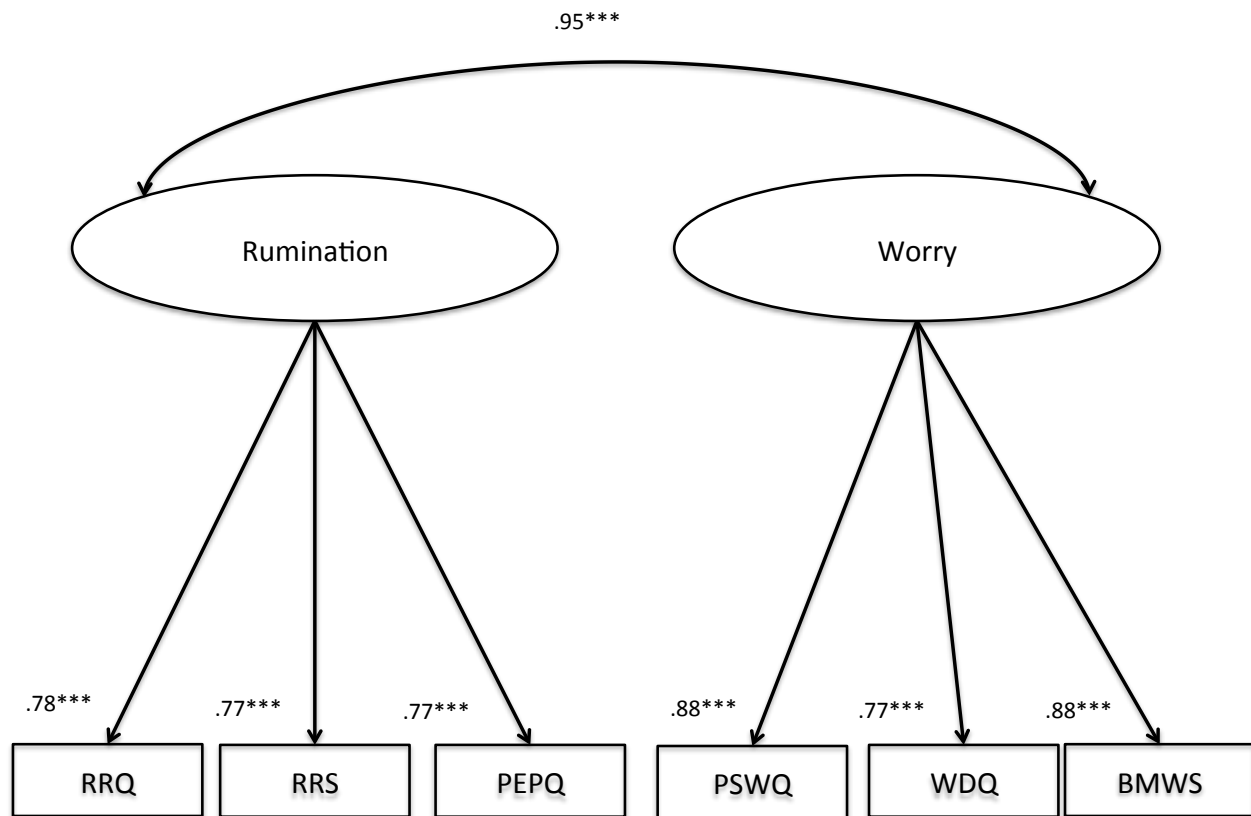 .95***
Rumination
Worry
.78***
.77***
.77***
.88***
.77***
.88***
RRQ
RRS
PEPQ
PSWQ
WDQ
BMWS